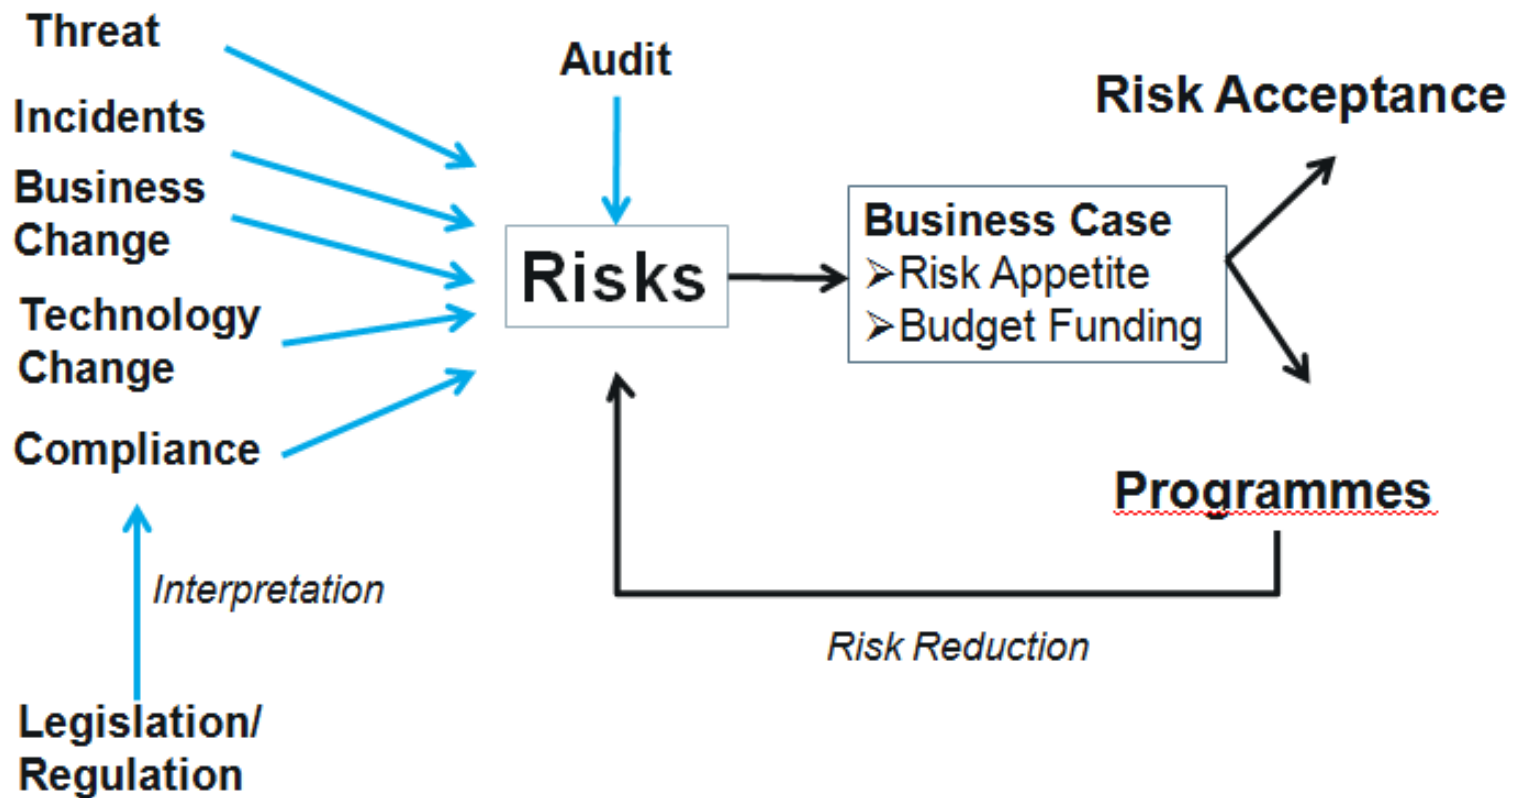 Threat
Incidents
Business
Change
Technology
Change
Compliance
Interpretation
Legislation/
Regulation
Audit
Risks
Business Case
➢Risk Appetite
➢Budget Funding
Risk Acceptance
Programmes
Risk Reduction